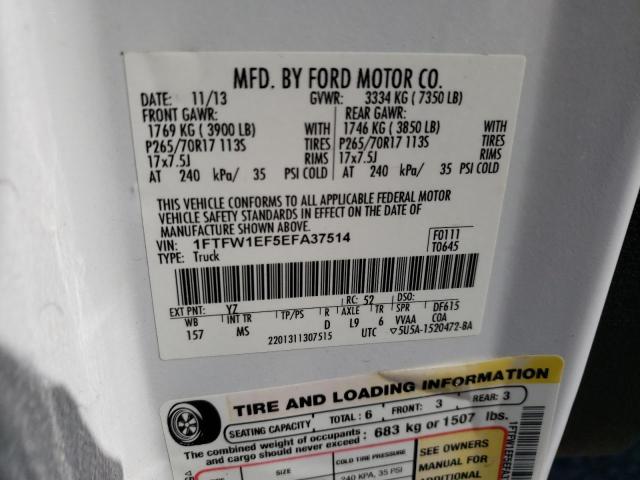 MFD. BY FORD MOTOR CO.
DATE: 11/13 GVWR: 3334 KG ( 7350 LB)
FRONT GAWR: REAR GAWR:
1769 KG ( 3900 LB) WITH 1746 KG ( 3850 LB) WITH
P265/70R17 113S TIRES P265/70R17 113S TIRES
17x7.5J RIMS 17x7.5J RIMS
AT 240 kPa/ 35 PSI COLD AT 240 kPa/ 35 PSI COLD
THIS VEHICLE CONFORMS TO ALL APPLICABLE FEDERAL MOTOR
VEHICLE SAFETY STANDARDS IN EFFECT ON THE DATE OF
MANUFACTURE SHOWN ABOVE.
VIN: 1FTFW1EF5EFA37514 F0111
TYPE: Truck T0645
EXT PNT: YZ RC: 52 DSO:
WB INT TR TP/PS R AXLE TR SPR DF615
157 MS D L9 6 VVAA COA
2201311307515 UTC ▽5U5A-1520472-BA
TIRE AND LOADING INFORMATION
SEATING CAPACITY TOTAL: 6 FRONT: 3 REAR: 3
The combined weight of occupants and cargo should never exceed: 683 kg or 1507 lbs.
SIZE COLD TIRE PRESSURE SEE OWNERS
MANUAL FOR
240 KPA, 35 PSI ADDITIONAL